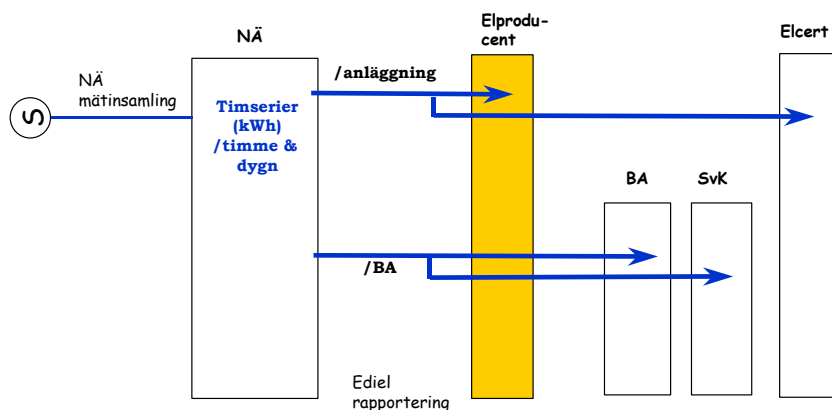 NÄ
Elprodu-
cent
Elcert
/anläggning
NÄ
mätinsamling
Timserier
(kWh)
/timme &
dygn
S
BA
SvK
/BA
Ediel
rapportering